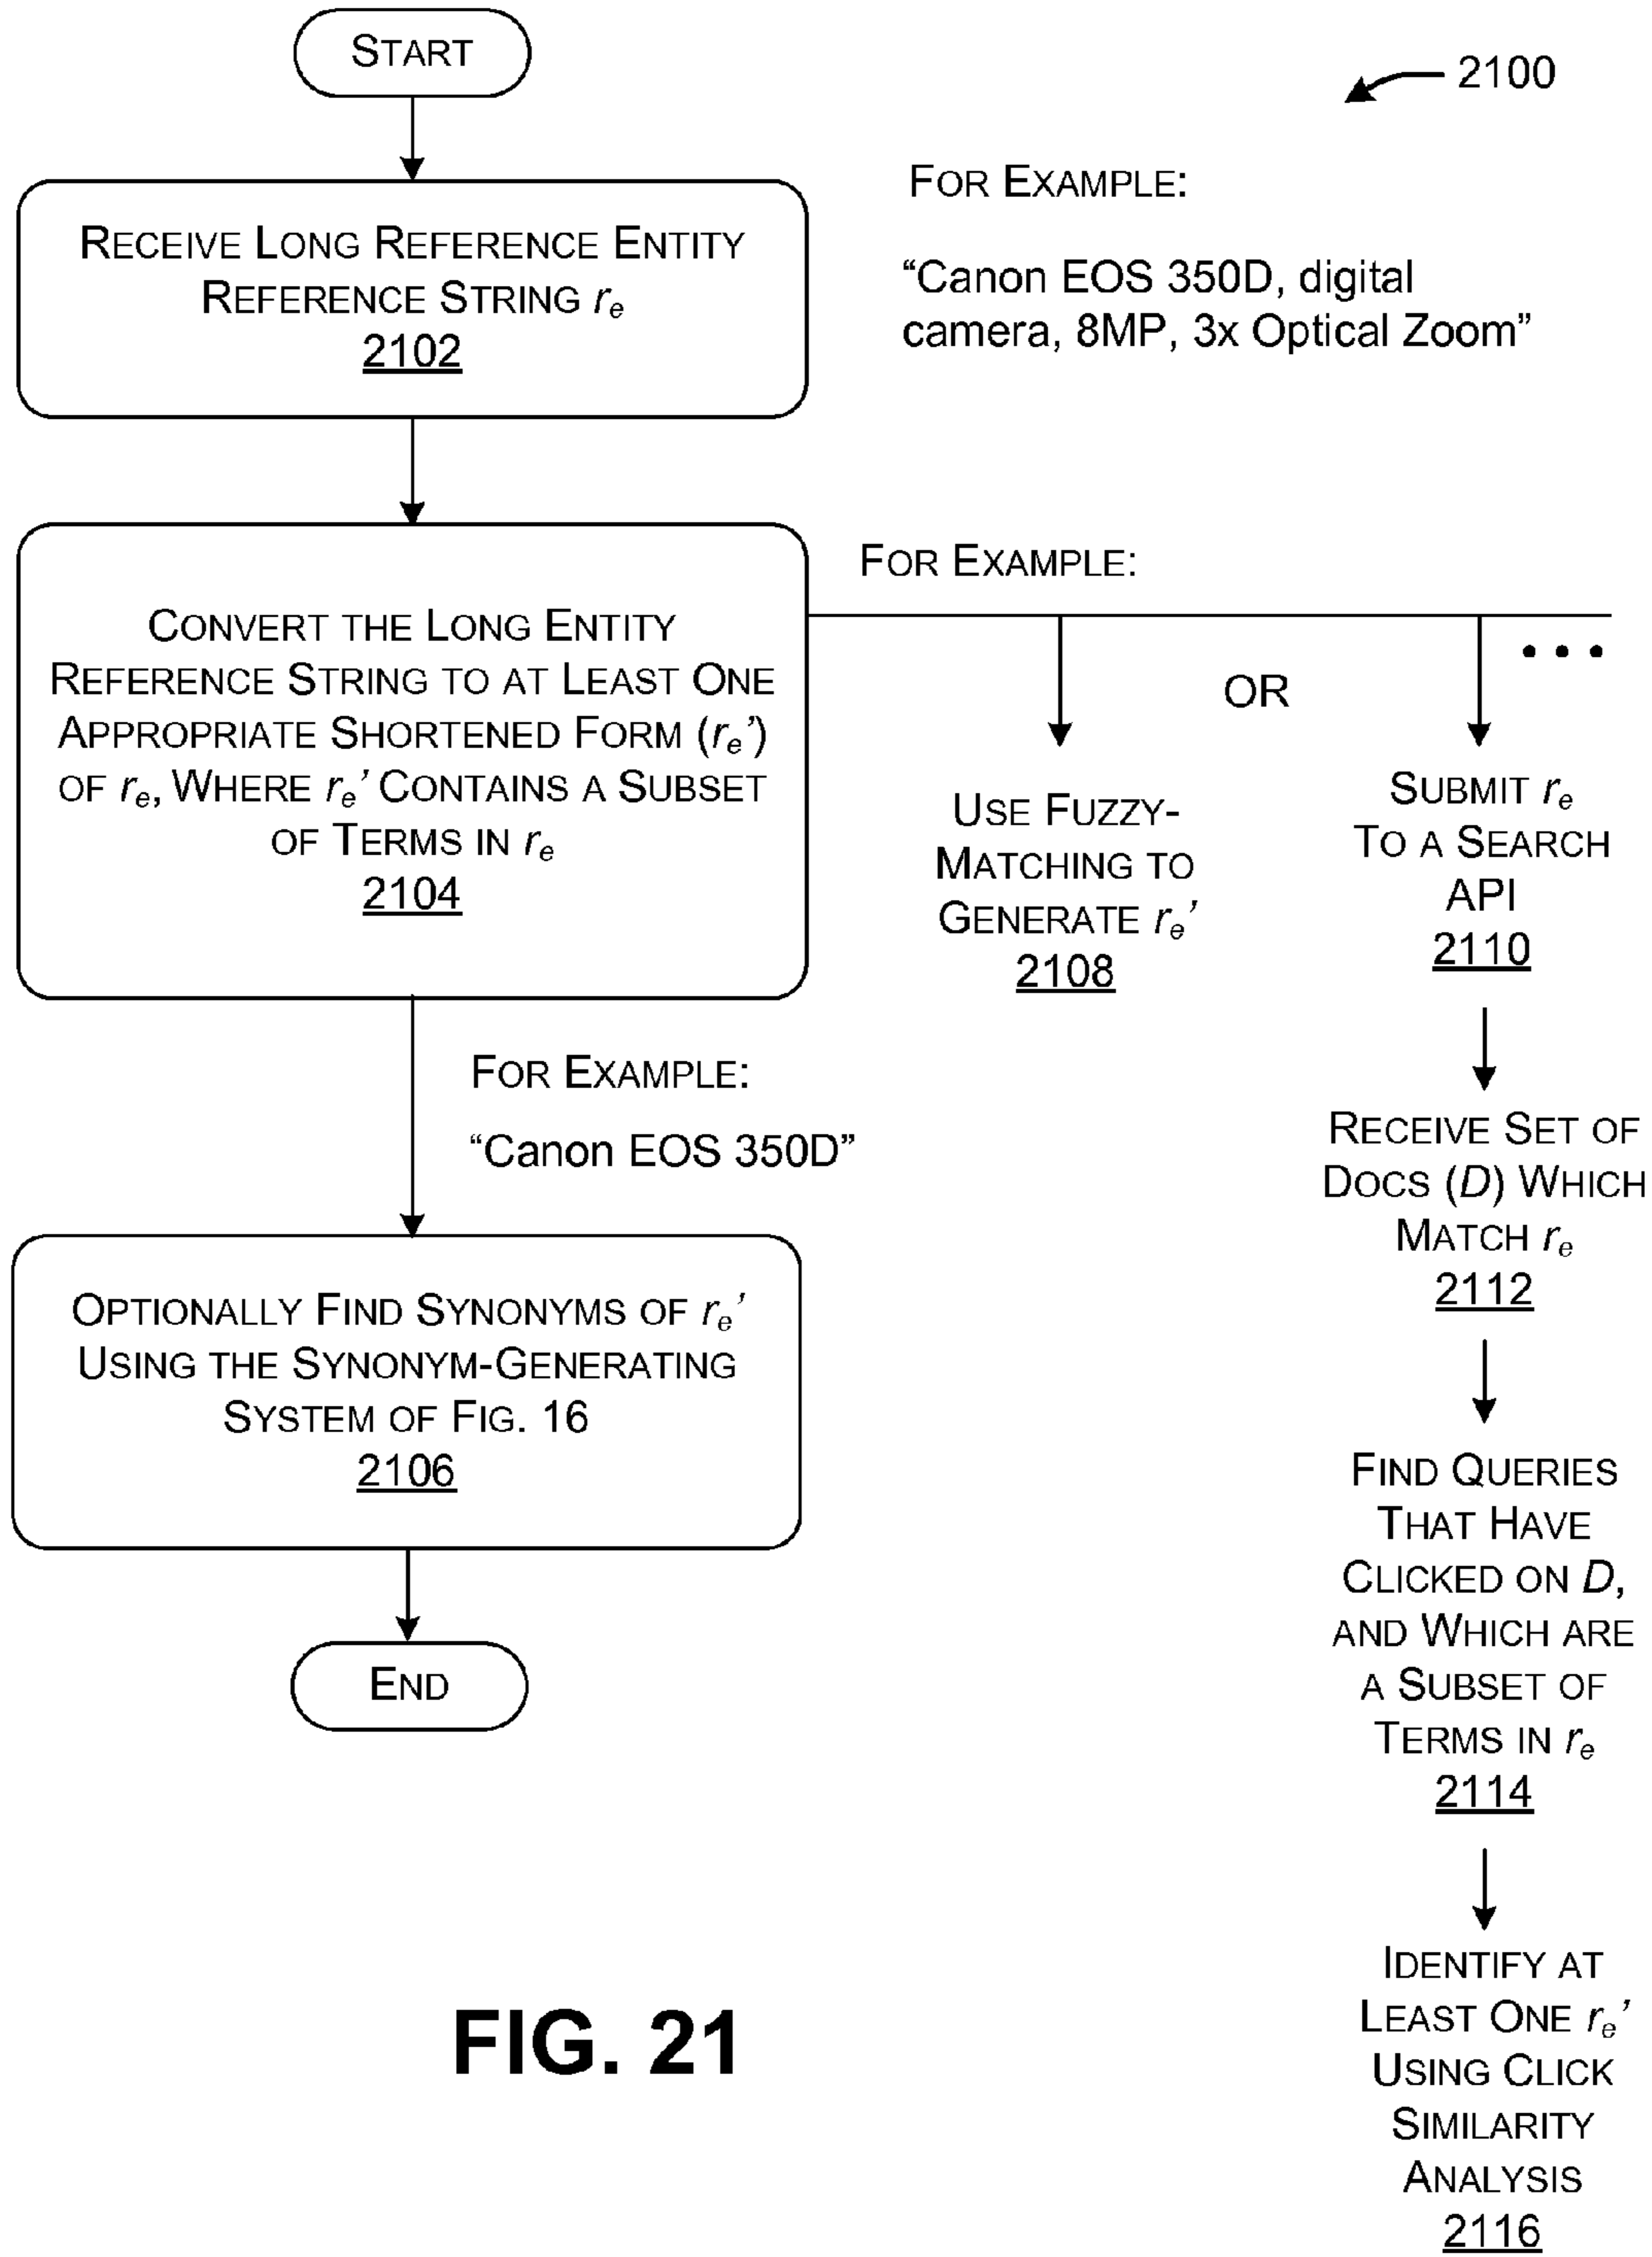 START
2100
FOR EXAMPLE:
RECEIVE LONG REFERENCE ENTITY
REFERENCE STRING re
2102
“Canon EOS 350D, digital
camera, 8MP, 3x Optical Zoom”
FOR EXAMPLE:
CONVERT THE LONG ENTITY
REFERENCE STRING TO AT LEAST ONE
APPROPRIATE SHORTENED FORM (re’)
OF re, WHERE re’ CONTAINS A SUBSET
OF TERMS IN re
2104
• • •
OR
USE FUZZY-
MATCHING TO
GENERATE re’
2108
SUBMIT re
TO A SEARCH
API
2110
FOR EXAMPLE:
“Canon EOS 350D”
RECEIVE SET OF
DOCS (D) WHICH
MATCH re
2112
OPTIONALLY FIND SYNONYMS OF re’
USING THE SYNONYM-GENERATING
SYSTEM OF FIG. 16
2106
FIND QUERIES
THAT HAVE
CLICKED ON D,
AND WHICH ARE
A SUBSET OF
TERMS IN re
2114
END
IDENTIFY AT
LEAST ONE re’
USING CLICK
SIMILARITY
ANALYSIS
2116
FIG. 21